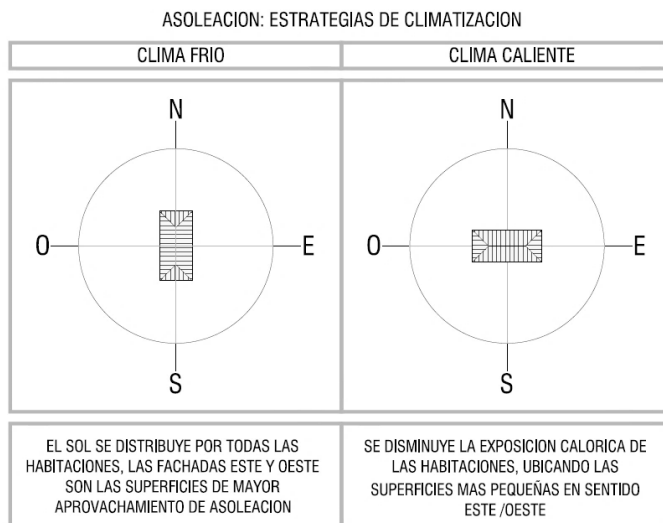 ASOLEACION: ESTRATEGIAS DE CLIMATIZACION
CLIMA FRIO
CLIMA CALIENTE
N
O
E
S
N
O
E
S
EL SOL SE DISTRIBUYE POR TODAS LAS
HABITACIONES, LAS FACHADAS ESTE Y OESTE
SON LAS SUPERFICIES DE MAYOR
APROVACHAMIENTO DE ASOLEACION
SE DISMINUYE LA EXPOSICION CALORICA DE
LAS HABITACIONES, UBICANDO LAS
SUPERFICIES MAS PEQUEÑAS EN SENTIDO
ESTE /OESTE